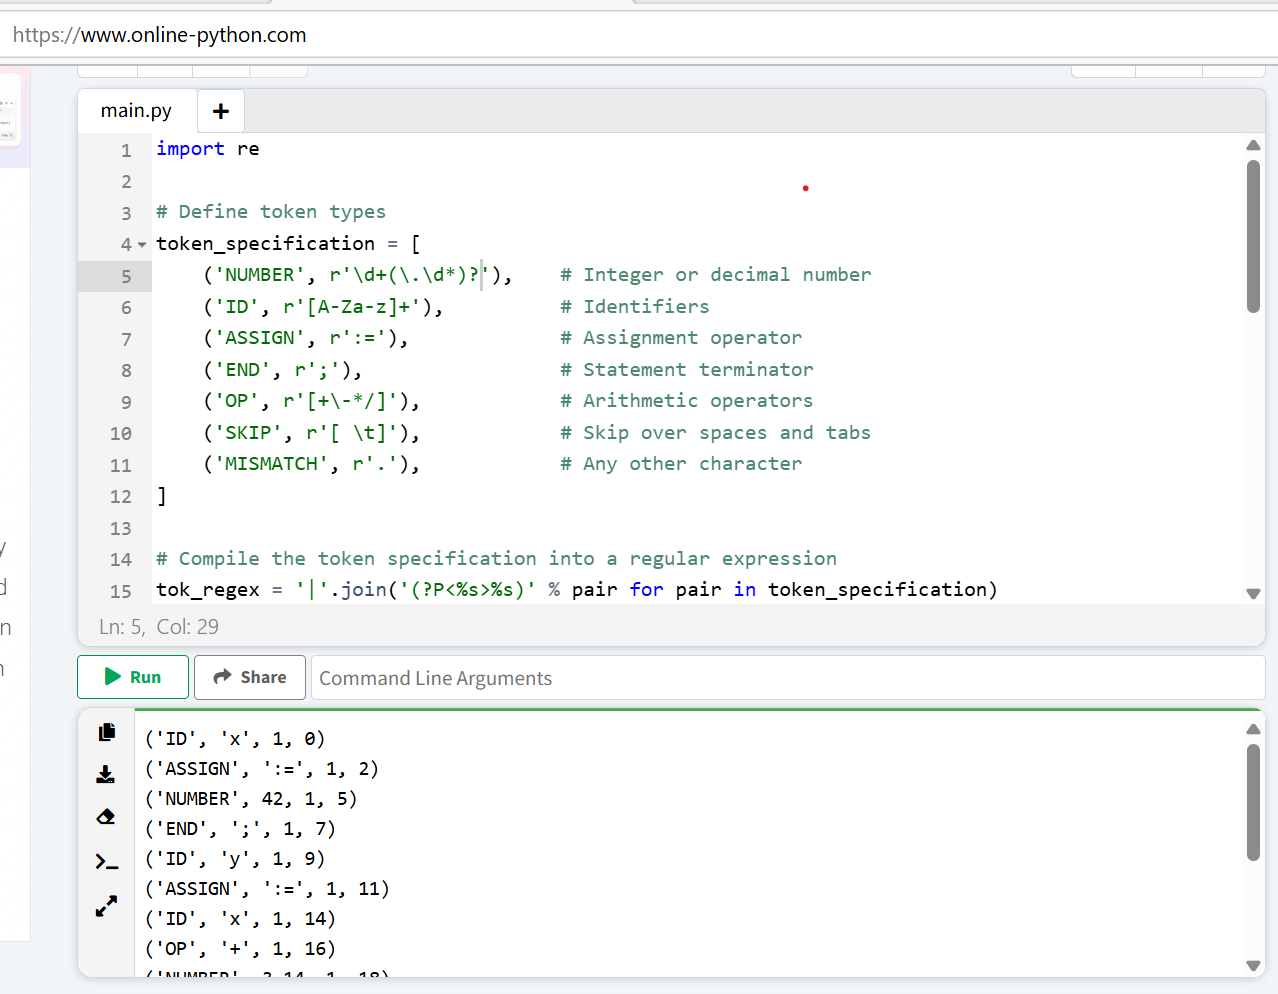 https://www.online-python.com
main.py
1 import re
2
3 # Define token types
4 token_specification = [
5 ('NUMBER', r'\d+(\.\d*)?'), # Integer or decimal number
6 ('ID', r'[A-Za-z]+'), # Identifiers
7 ('ASSIGN', r':='), # Assignment operator
8 ('END', r';'), # Statement terminator
9 ('OP', r'[+\-*/]'), # Arithmetic operators
10 ('SKIP', r'[ \t]'), # Skip over spaces and tabs
11 ('MISMATCH', r'.'), # Any other character
12 ]
13
14 # Compile the token specification into a regular expression
15 tok_regex = '|'.join('(?P<%s>%s)' % pair for pair in token_specification)
Ln: 5, Col: 29
Run Share Command Line Arguments
('ID', 'x', 1, 0)
('ASSIGN', ':=', 1, 2)
('NUMBER', 42, 1, 5)
('END', ';', 1, 7)
('ID', 'y', 1, 9)
('ASSIGN', ':=', 1, 11)
('ID', 'x', 1, 14)
('OP', '+', 1, 16)
('NUMBER', 3.14, 1, 18)